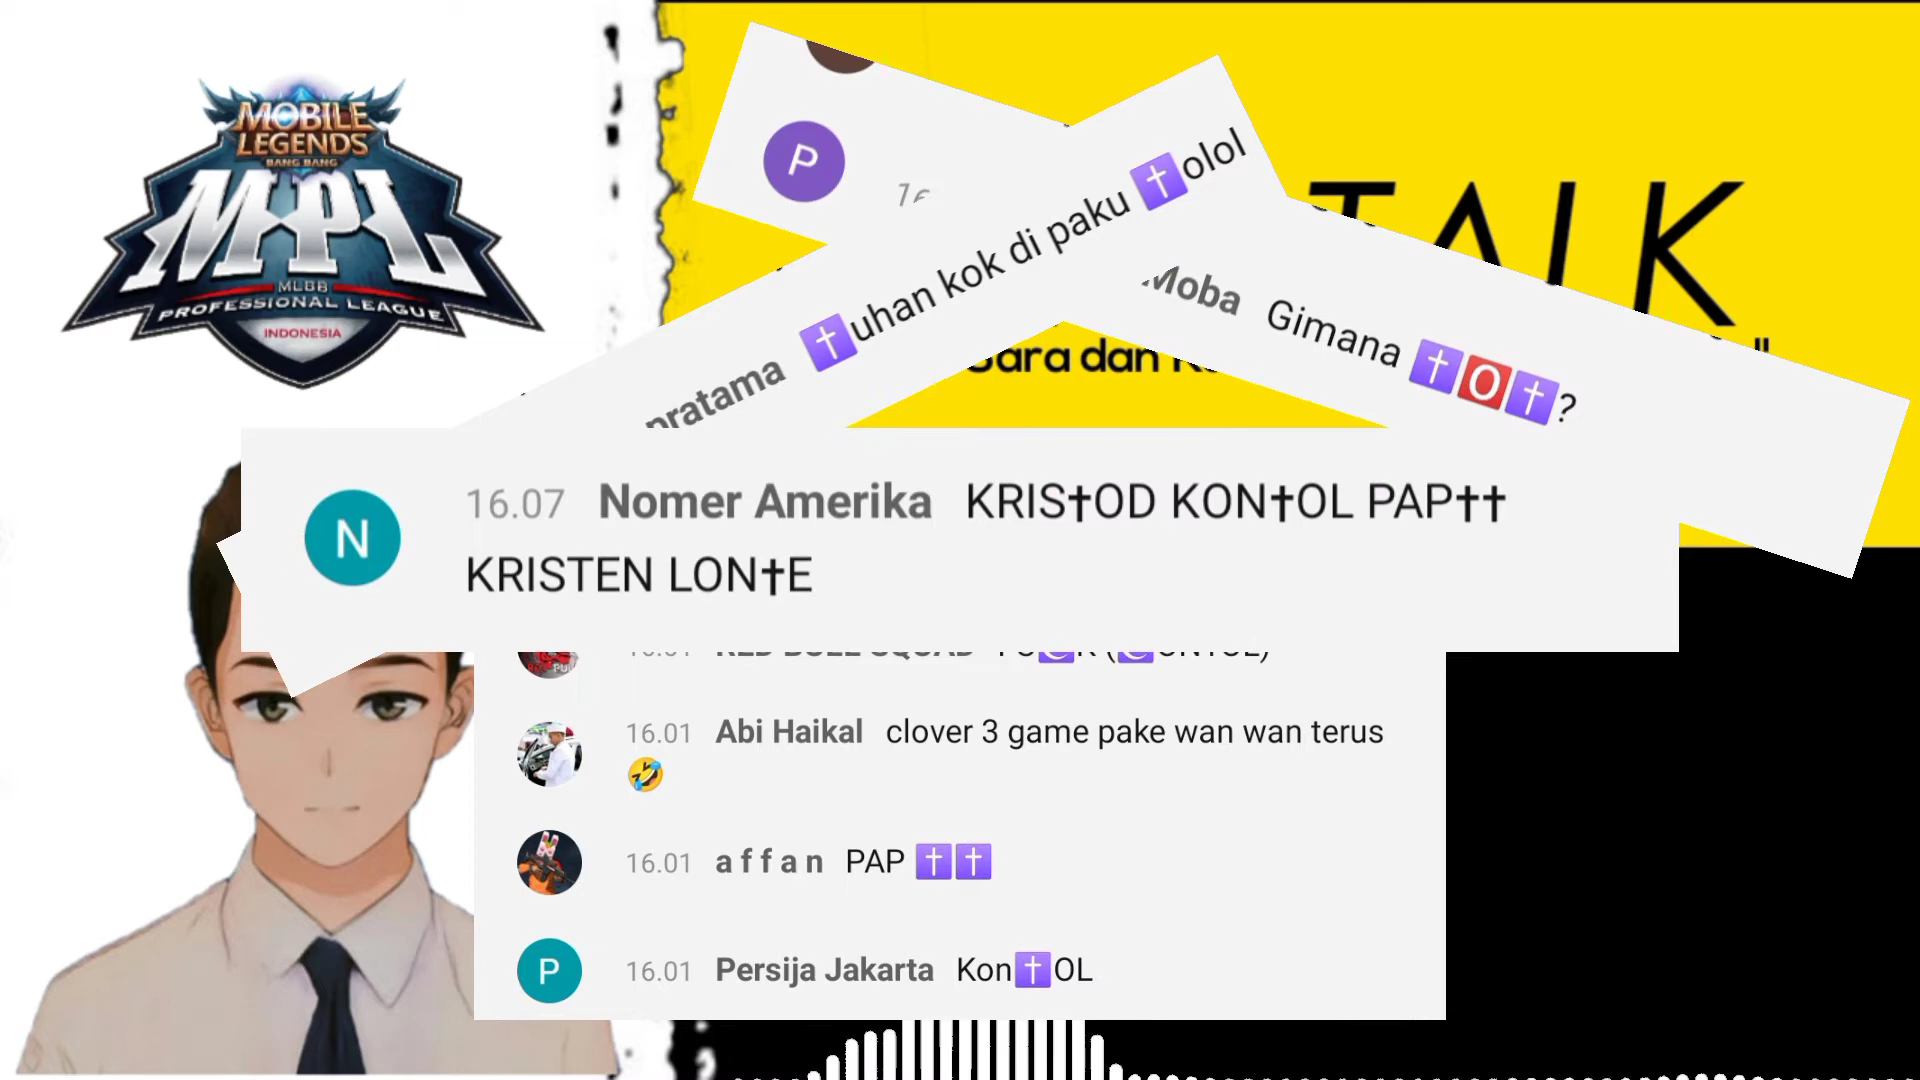 MOBILE
LEGENDS
BANG BANG
MPL
MLBB
PROFESSIONAL LEAGUE
INDONESIA
TALK
P
pratama ✝️uhan kok di paku ✝️olol
Moba Gimana ✝️🅾️✝️?
dan
N 16.07 Nomer Amerika KRIS†OD KON†OL PAP††
KRISTEN LON†E
16.01 Abi Haikal clover 3 game pake wan wan terus
🤣
16.01 a f f a n PAP ✝️✝️
P 16.01 Persija Jakarta Kon✝️OL